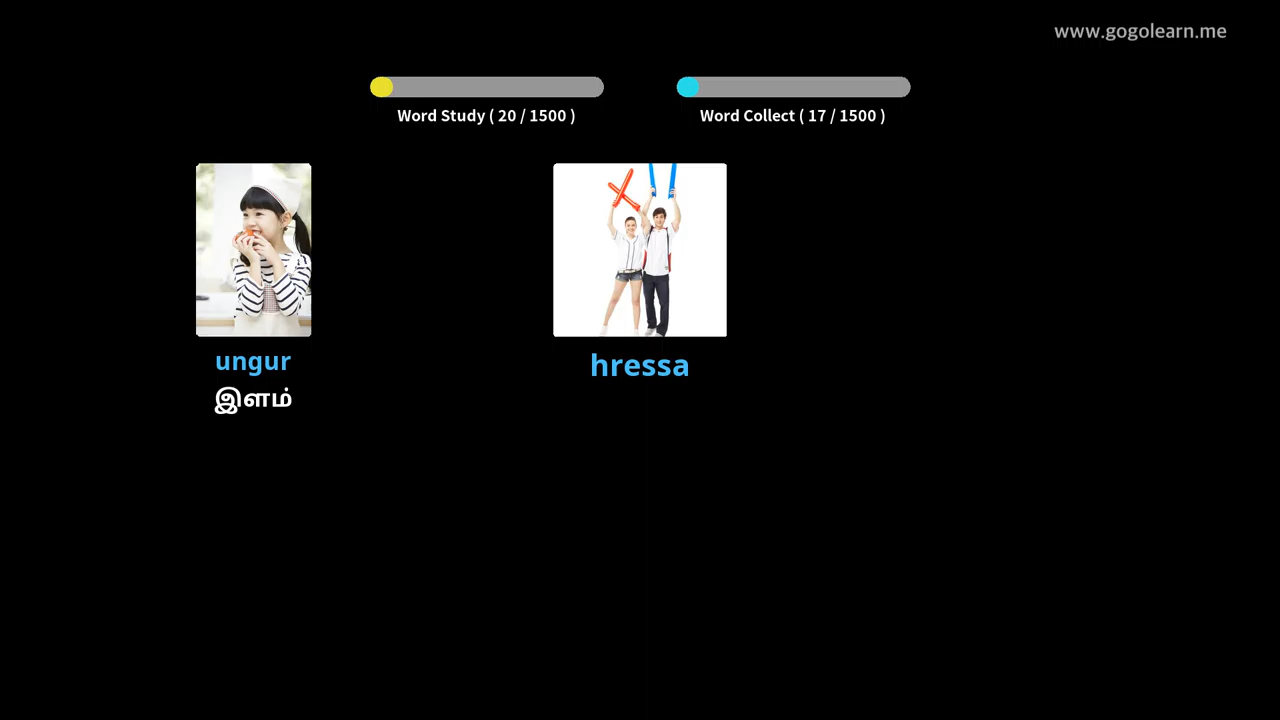 www.gogolearn.me
Word Study ( 20 / 1500 )
Word Collect ( 17 / 1500 )
ungur
இளம்
hressa